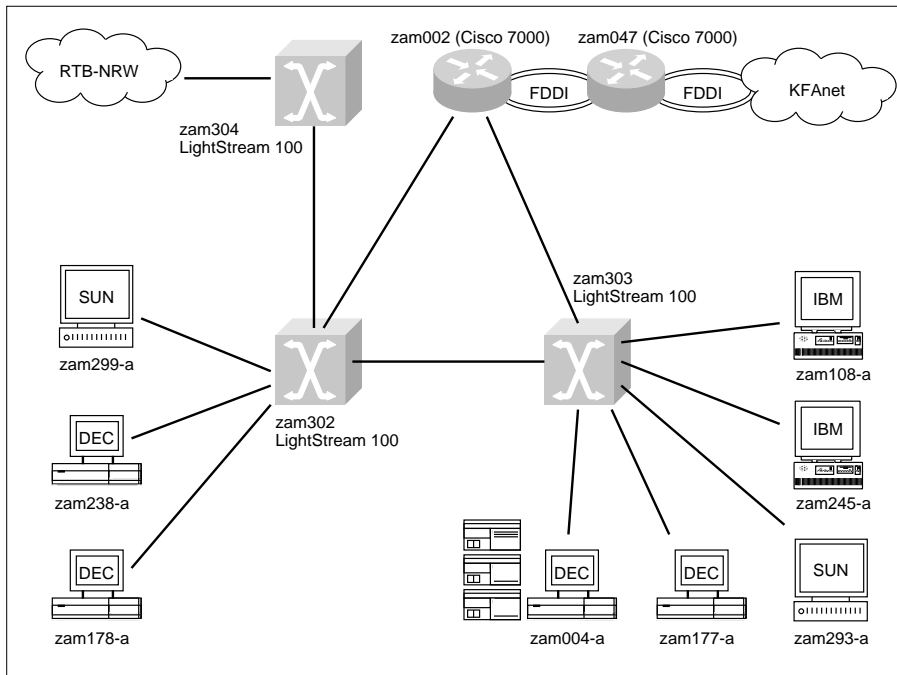 zam002 (Cisco 7000)
zam047 (Cisco 7000)
RTB-NRW
FDDI
FDDI
KFAnet
zam304
LightStream 100
zam303
LightStream 100
SUN
zam299-a
IBM
zam108-a
zam302
LightStream 100
DEC
zam238-a
IBM
zam245-a
DEC
zam178-a
DEC
zam004-a
DEC
zam177-a
SUN
zam293-a